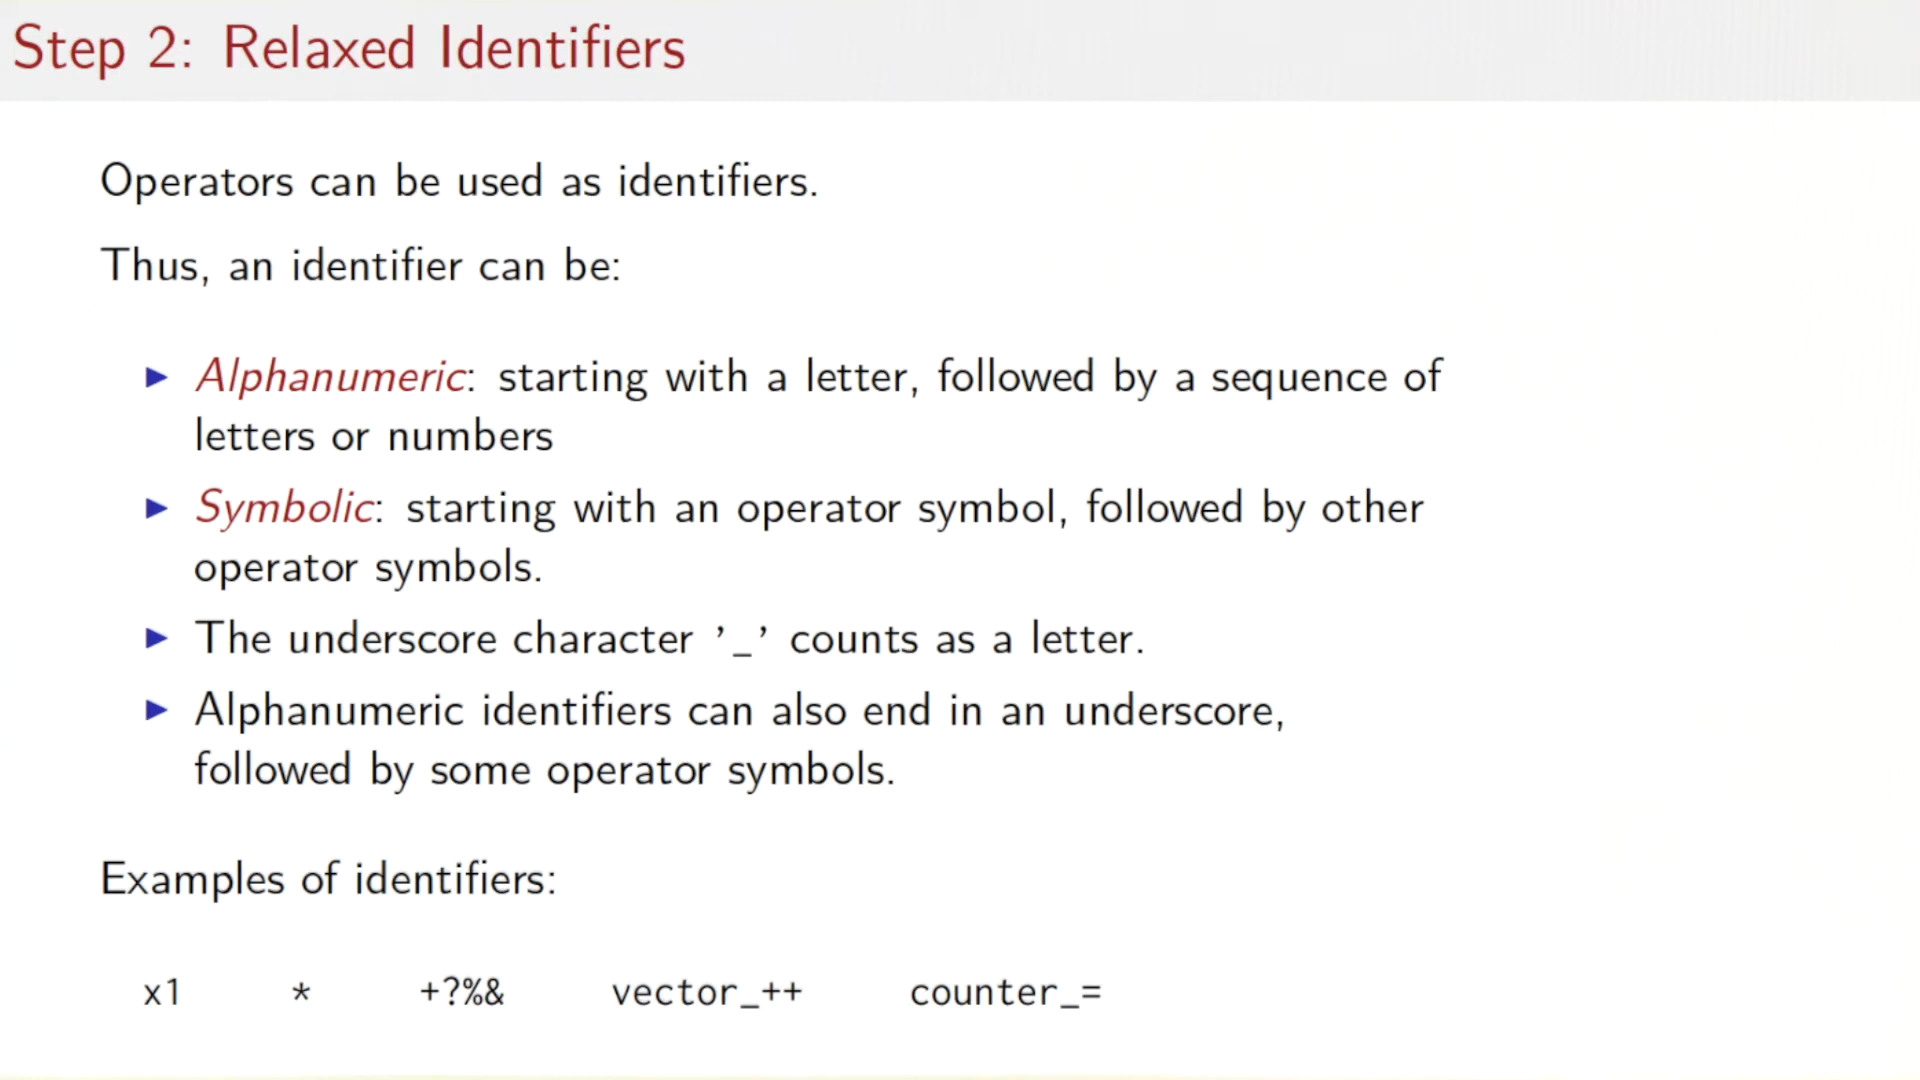 Step 2: Relaxed Identifiers
Operators can be used as identifiers.
Thus, an identifier can be:
▶ Alphanumeric: starting with a letter, followed by a sequence of
letters or numbers
▶ Symbolic: starting with an operator symbol, followed by other
operator symbols.
▶ The underscore character ’_’ counts as a letter.
▶ Alphanumeric identifiers can also end in an underscore,
followed by some operator symbols.
Examples of identifiers:
x1 * +?%& vector_++ counter_=